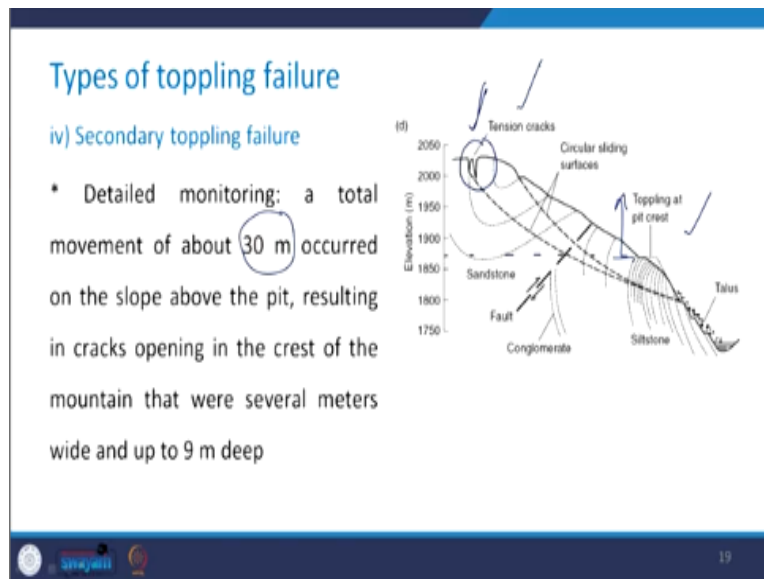 Types of toppling failure
iv) Secondary toppling failure
* Detailed monitoring: a total
movement of about 30 m occurred
on the slope above the pit, resulting
in cracks opening in the crest of the
mountain that were several meters
wide and up to 9 m deep
(d)
Tension cracks
Circular sliding
surfaces
Toppling at
pit crest
2050
2000
1950
1900
1850
1800
1750
Elevation (m)
Sandstone
Fault
Conglomerate
Siltstone
Talus
swayam
19